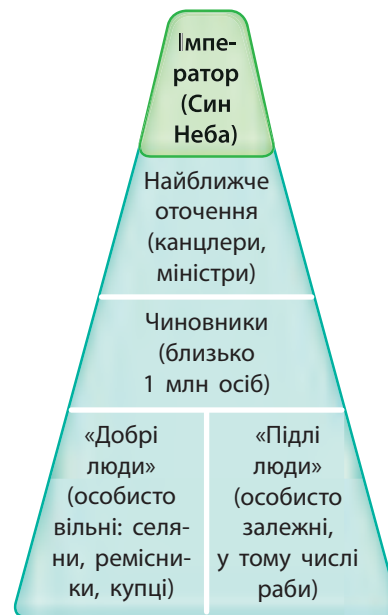 Імпе-
ратор
(Син
Неба)
Найближче
оточення
(канцлери,
міністри)
Чиновники
(близько
1 млн осіб)
«Добрі
люди»
(особисто
вільні: селя-
ни, ремісни-
ки, купці)
«Підлі
люди»
(особисто
залежні,
у тому числі
раби)